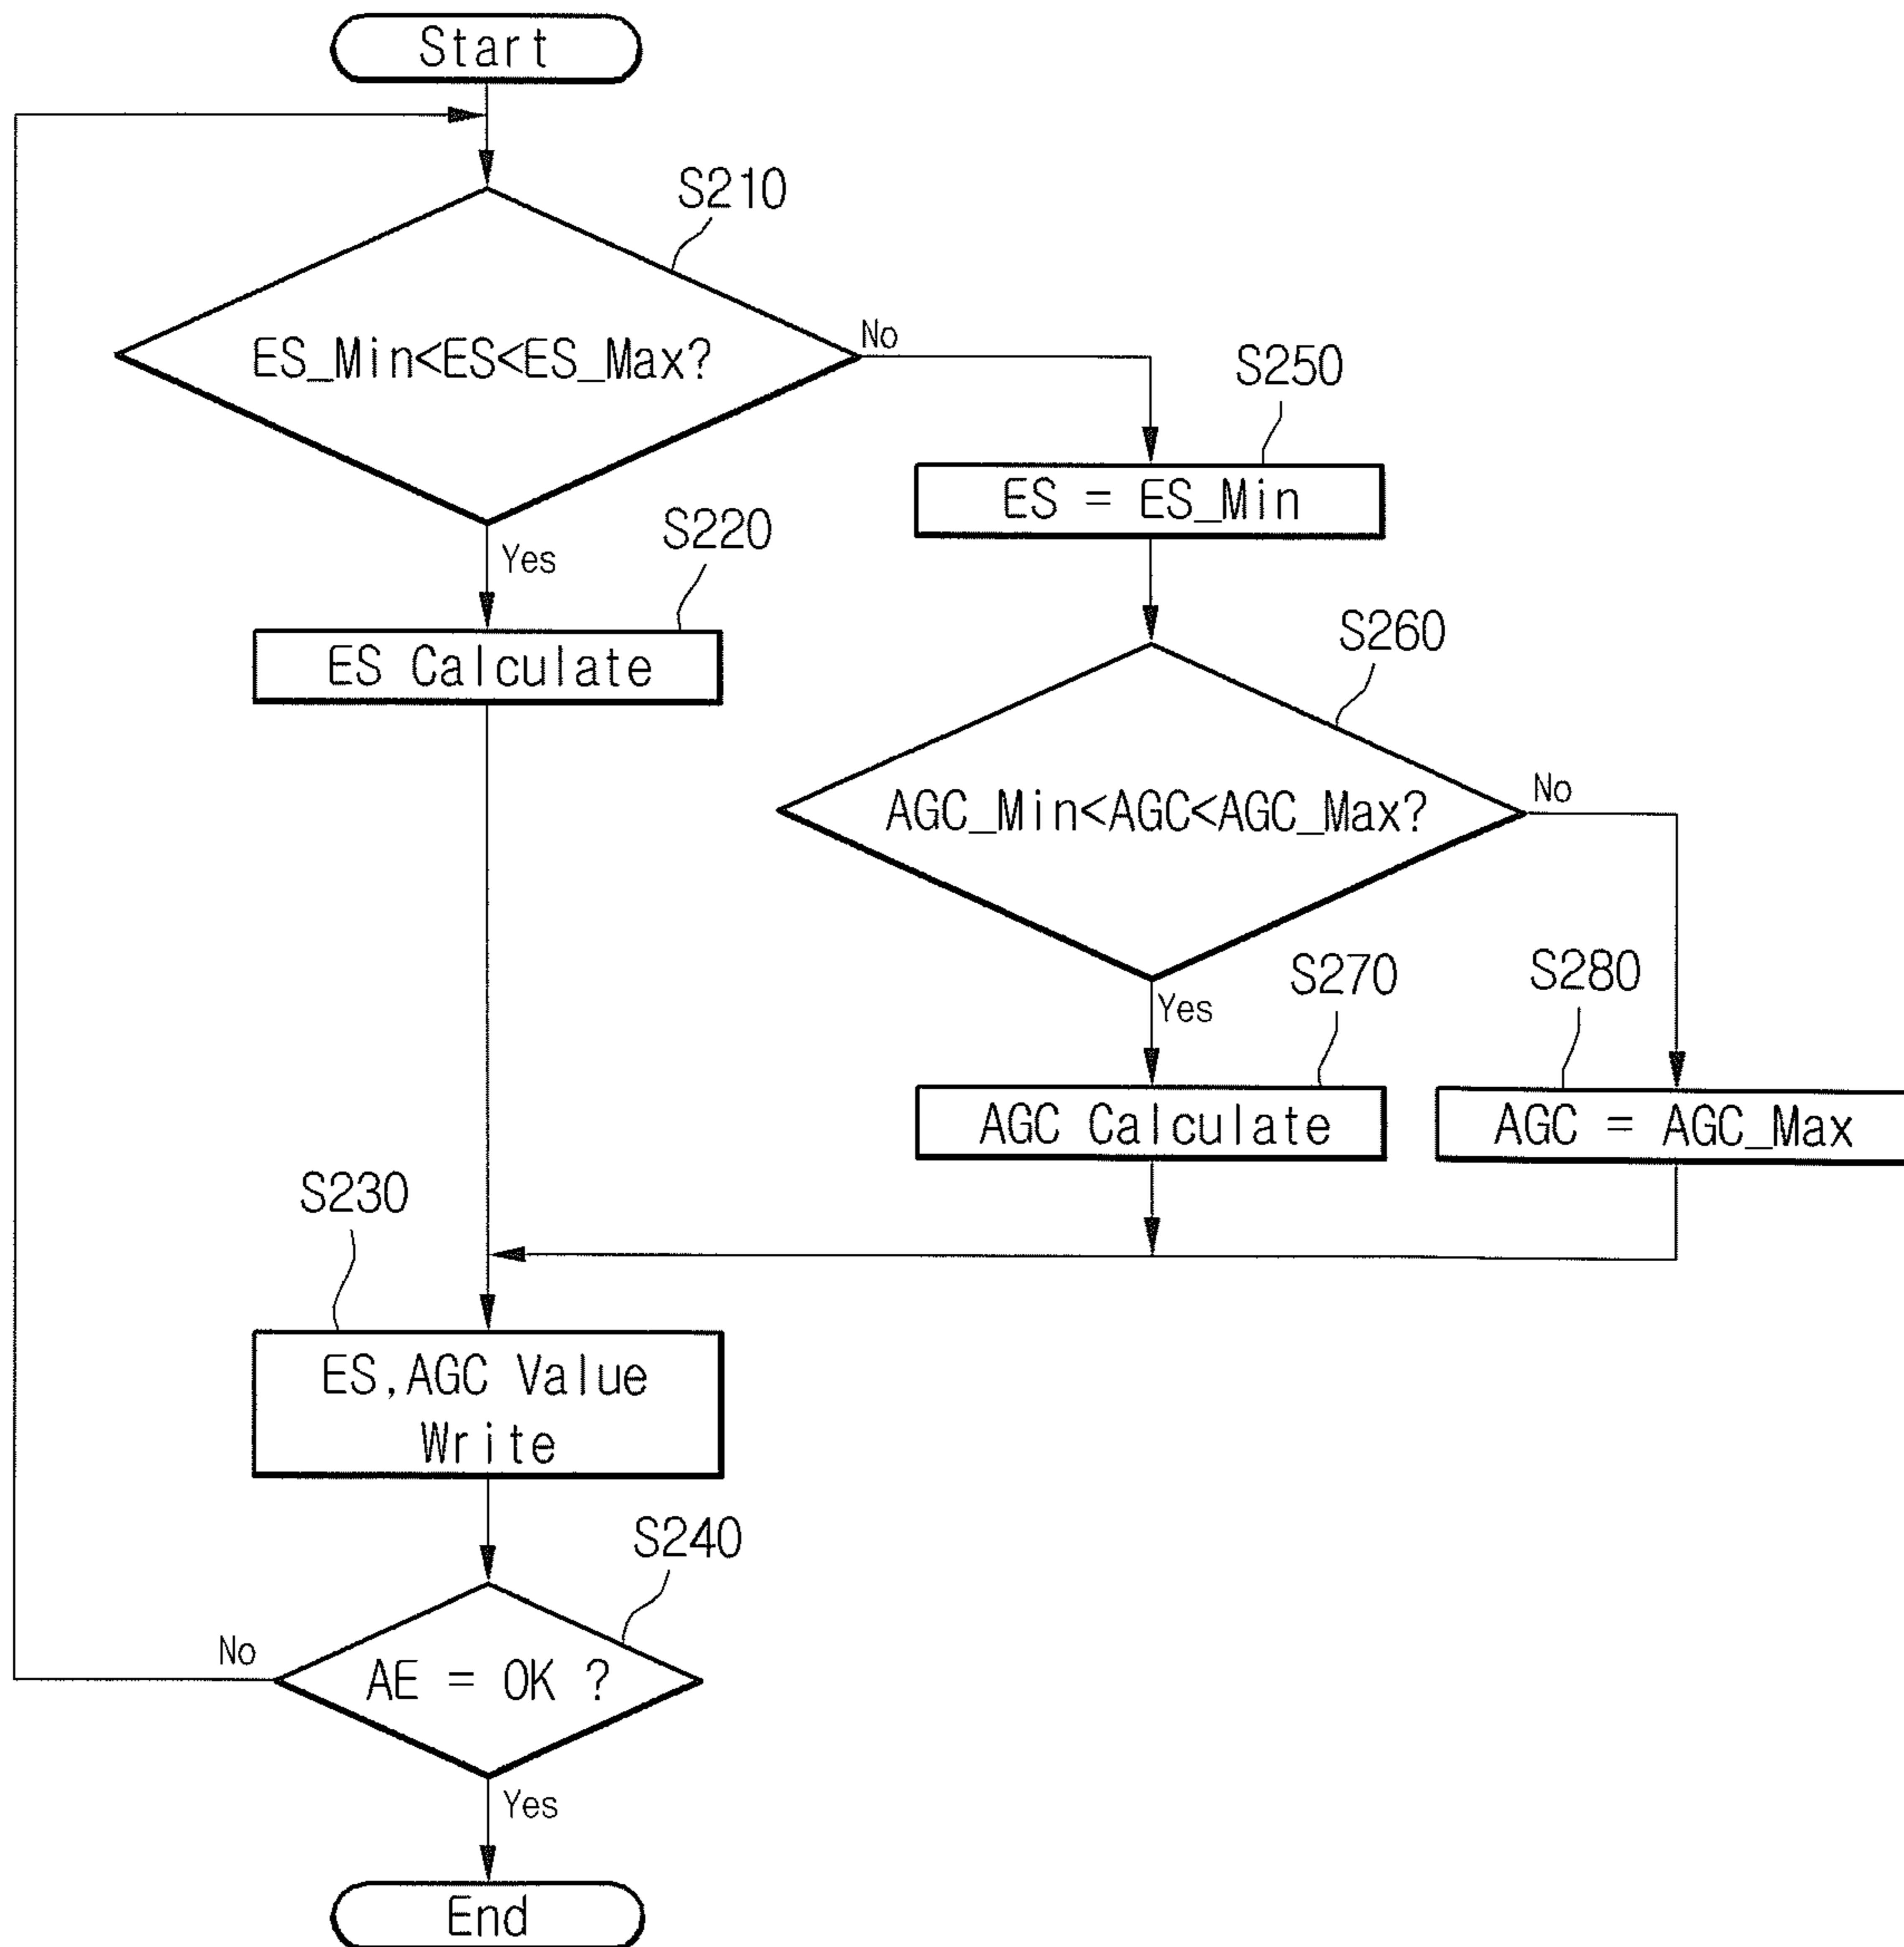 Start
S210
ES_Min<ES<ES_Max?
No
S250
ES = ES_Min
Yes
S220
ES Calculate
S260
AGC_Min<AGC<AGC_Max?
No
Yes
S270
S280
AGC Calculate
AGC = AGC_Max
S230
ES,AGC Value
Write
S240
No
AE = OK ?
Yes
End